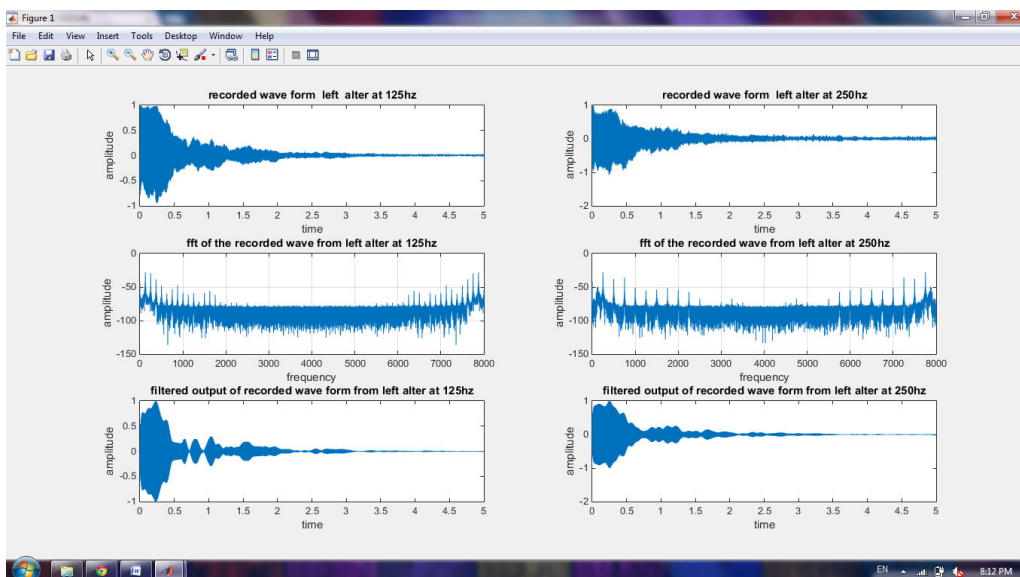 Figure 1
File Edit View Insert Tools Desktop Window Help
recorded wave form left alter at 125hz
1
0.5
0
-0.5
-1
amplitude
0 0.5 1 1.5 2 2.5 3 3.5 4 4.5 5
time
recorded wave form left alter at 250hz
1
0
-1
-2
amplitude
0 0.5 1 1.5 2 2.5 3 3.5 4 4.5 5
time
fft of the recorded wave from left alter at 125hz
0
-50
-100
-150
amplitude
0 1000 2000 3000 4000 5000 6000 7000 8000
frequency
fft of the recorded wave from left alter at 250hz
0
-50
-100
-150
amplitude
0 1000 2000 3000 4000 5000 6000 7000 8000
frequency
filtered output of recorded wave form from left alter at 125hz
1
0.5
0
-0.5
-1
amplitude
0 0.5 1 1.5 2 2.5 3 3.5 4 4.5 5
time
filtered output of recorded wave form from left alter at 250hz
1
0
-1
-2
amplitude
0 0.5 1 1.5 2 2.5 3 3.5 4 4.5 5
time
EN 8:12 PM